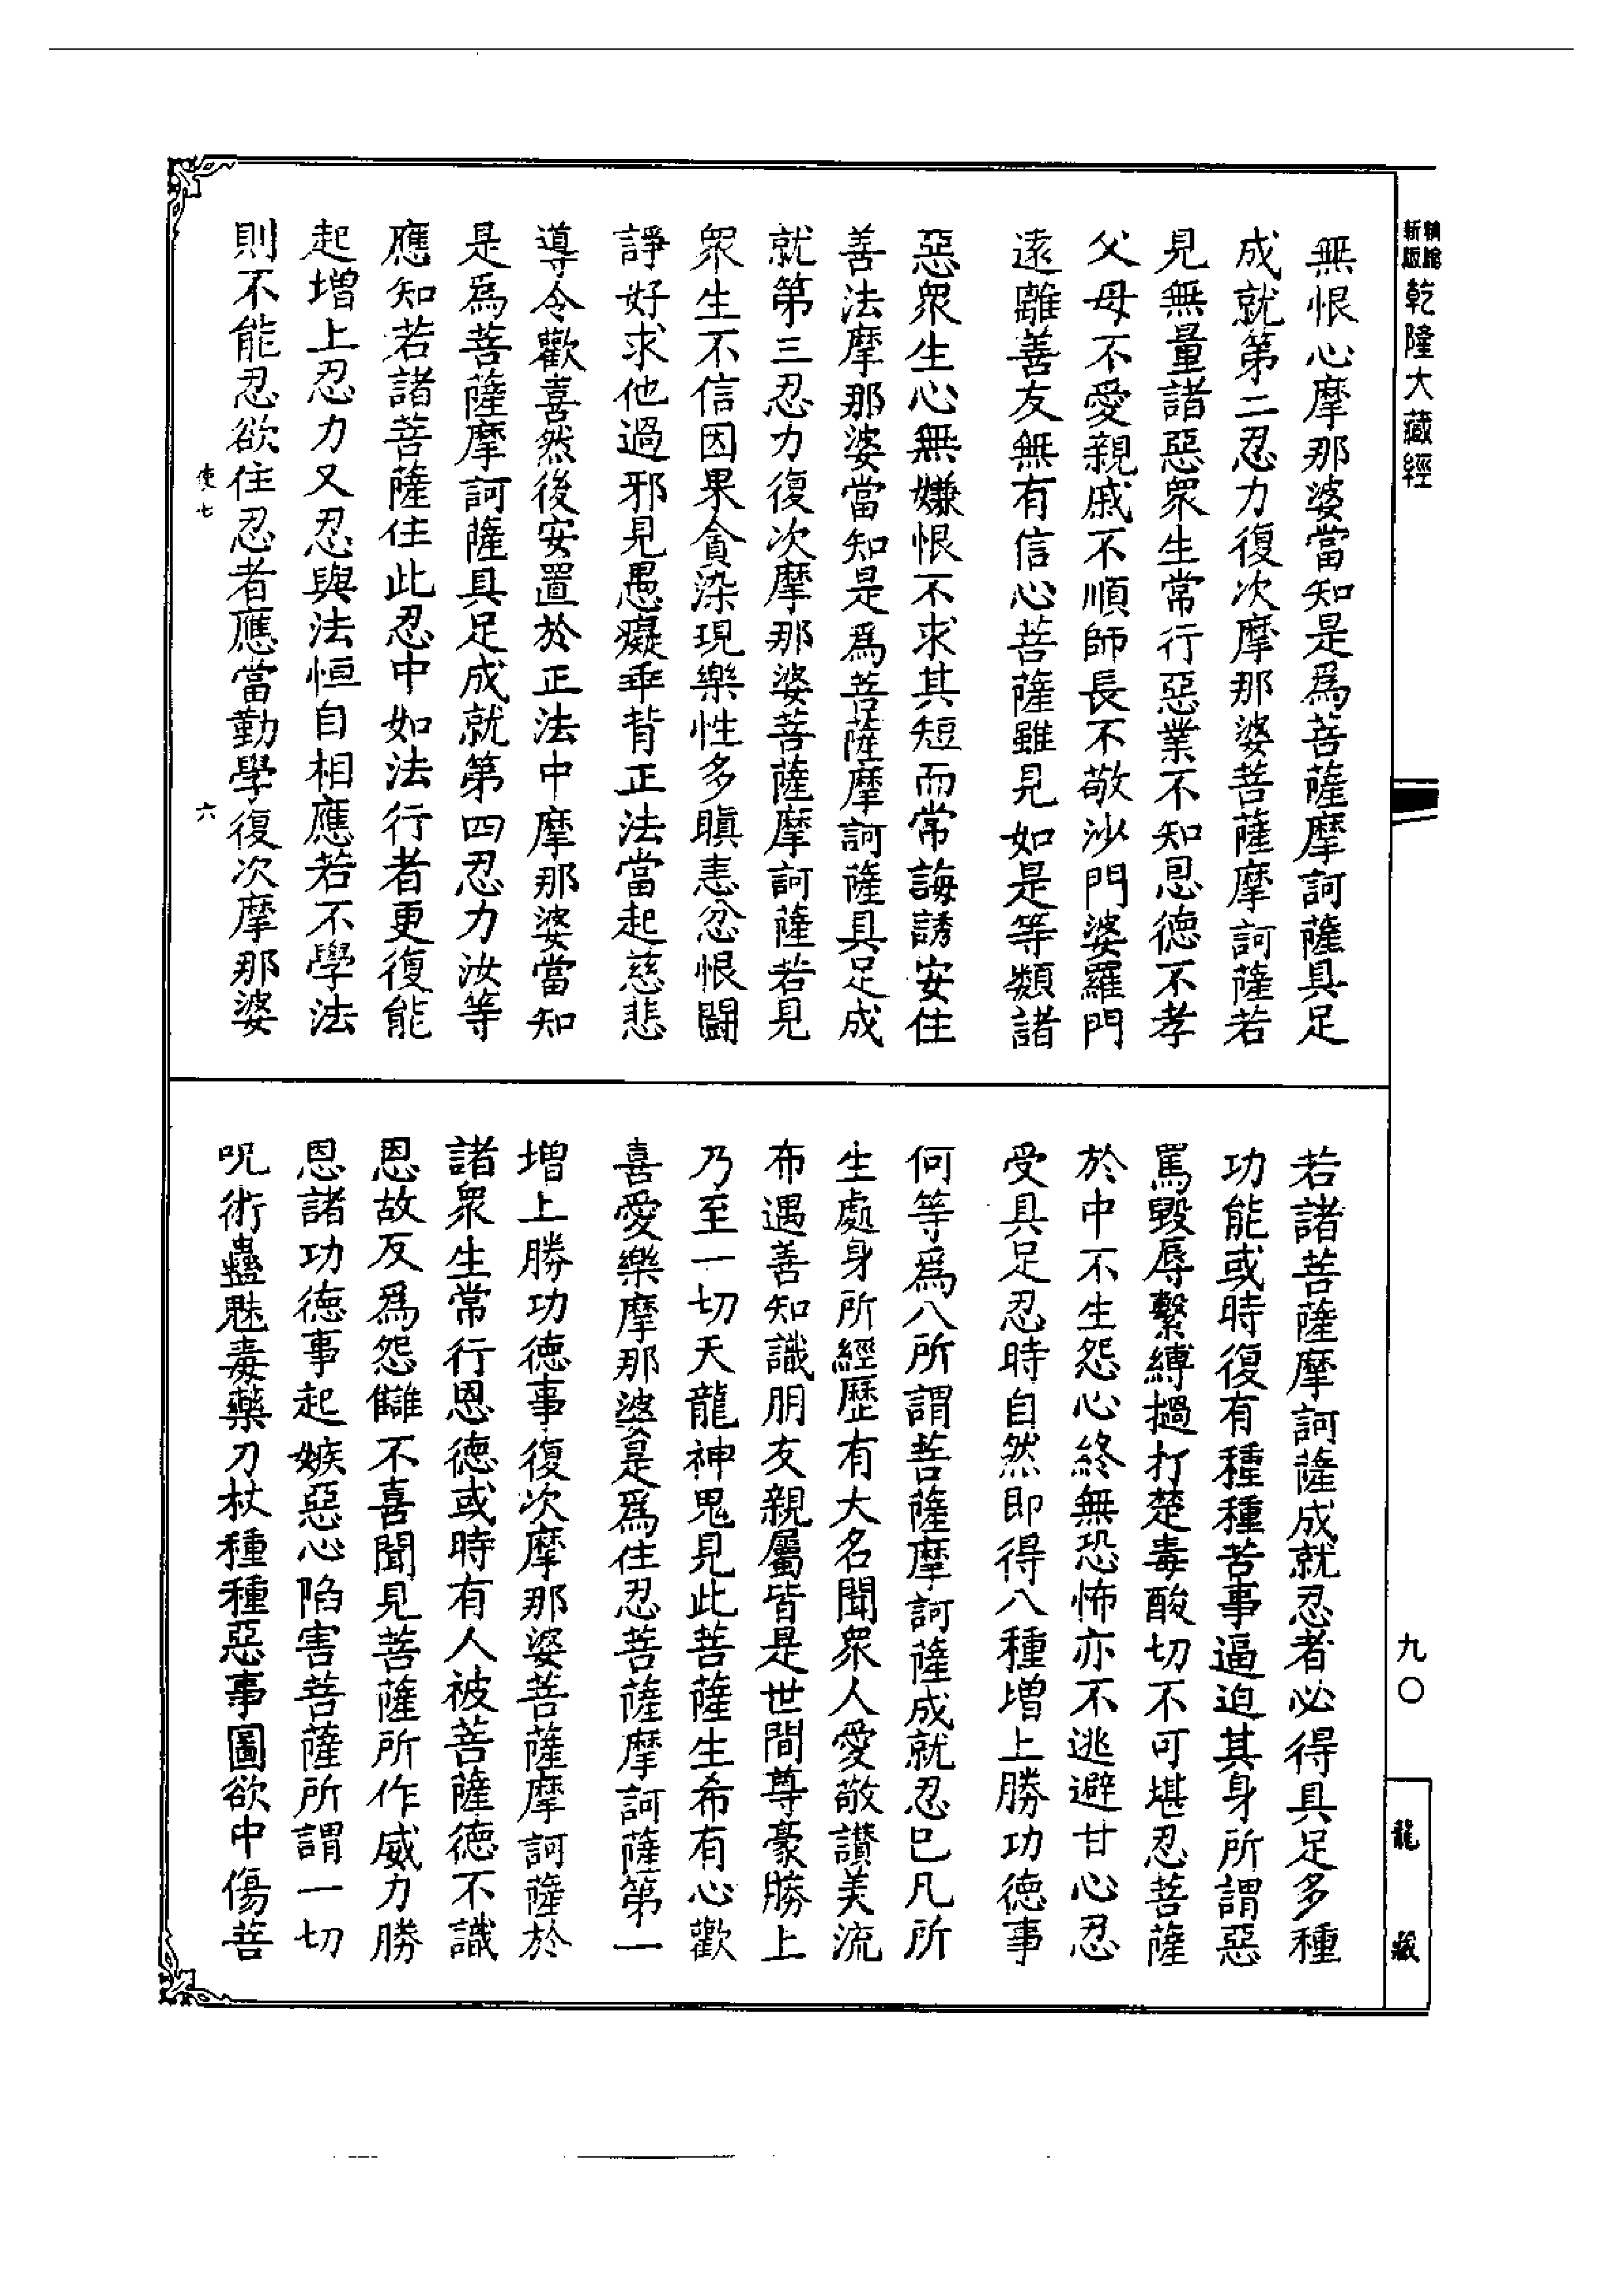 新版
精縮
乾隆大藏經
九〇
龍藏
無恨心摩那婆當知是為菩薩摩訶薩具足
成就第二忍力復次摩那婆菩薩摩訶薩若
見無量諸惡眾生常行惡業不知恩德不孝
父母不愛親戚不順師長不敬沙門婆羅門
遠離善友無有信心菩薩雖見如是等類諸
惡眾生心無嫌恨不求其短而常誨誘安住
善法摩那婆當知是為菩薩摩訶薩具足成
就第三忍力復次摩那婆菩薩摩訶薩若見
眾生不信因果貪染現樂性多瞋恚忿恨鬪
諍好求他過邪見愚癡乖背正法當起慈悲
導令歡喜然後安置於正法中摩那婆當知
是為菩薩摩訶薩具足成就第四忍力汝等
應知若諸菩薩住此忍中如法行者更復能
起增上忍力又忍與法恒自相應若不學法
則不能忍欲住忍者應當勤學復次摩那婆
使七
六
若諸菩薩摩訶薩成就忍者必得具足多種
功能或時復有種種苦事逼迫其身所謂惡
罵毀辱繫縛撾打楚毒酸切不可堪忍菩薩
於中不生怨心終無恐怖亦不逃避甘心忍
受具足忍時自然即得八種增上勝功德事
何等為八所謂菩薩摩訶薩成就忍已凡所
生處身所經歷有大名聞眾人愛敬讚美流
布遇善知識朋友親屬皆是世間尊豪勝上
乃至一切天龍神鬼見此菩薩生希有心歡
喜愛樂摩那婆是為住忍菩薩摩訶薩第一
增上勝功德事復次摩那婆菩薩摩訶薩於
諸眾生常行恩德或時有人被菩薩德不識
恩故反為怨讎不喜聞見菩薩所作威力勝
恩諸功德事起嫉惡心陷害菩薩所謂一切
呪術蠱魅毒藥刀杖種種惡事圖欲中傷菩